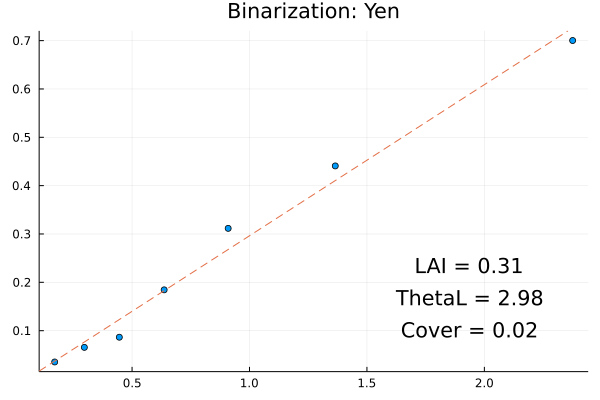 Binarization: Yen
0.7
0.6
0.5
0.4
0.3
0.2
0.1
LAI = 0.31
ThetaL = 2.98
Cover = 0.02
0.5 1.0 1.5 2.0